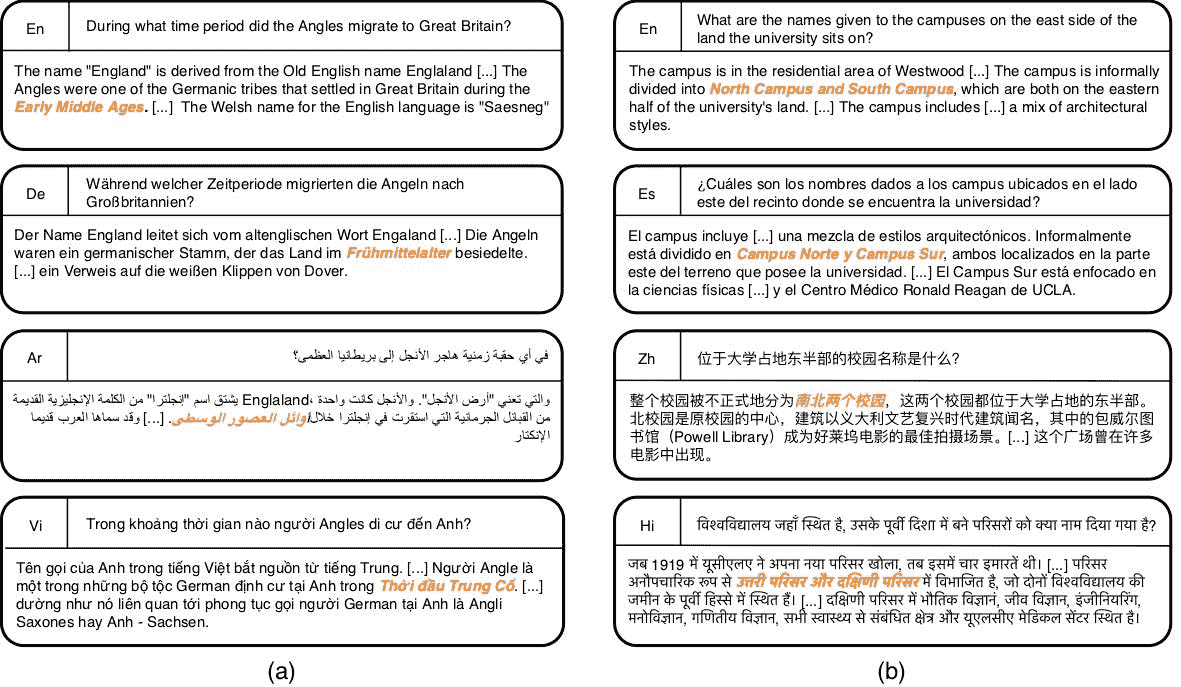 En
During what time period did the Angles migrate to Great Britain?
The name "England" is derived from the Old English name Englaland [...] The
Angles were one of the Germanic tribes that settled in Great Britain during the
Early Middle Ages. [...] The Welsh name for the English language is "Saesneg"
De
Während welcher Zeitperiode migrierten die Angeln nach
Großbritannien?
Der Name England leitet sich vom altenglischen Wort Engaland [...] Die Angeln
waren ein germanischer Stamm, der das Land im Frühmittelalter besiedelte.
[...] ein Verweis auf die weißen Klippen von Dover.
Ar
في أي حقبة زمنية هاجر الأنجل إلى بريطانيا العظمى؟
يشتق اسم "إنجلترا" من الكلمة الإنجليزية القديمة Englaland، والتي تعني "أرض الأنجل". والأنجل كانت واحدة
من القبائل الجرمانية التي استقرت في إنجلترا خلال أوائل العصور الوسطى. [...] وقد سماها العرب قديما
الإنكتار
Vi
Trong khoảng thời gian nào người Angles di cư đến Anh?
Tên gọi của Anh trong tiếng Việt bắt nguồn từ tiếng Trung. [...] Người Angle là
một trong những bộ tộc German định cư tại Anh trong Thời đầu Trung Cổ. [...]
dường như nó liên quan tới phong tục gọi người German tại Anh là Angli
Saxones hay Anh - Sachsen.
(a)
En
What are the names given to the campuses on the east side of the
land the university sits on?
The campus is in the residential area of Westwood [...] The campus is informally
divided into North Campus and South Campus, which are both on the eastern
half of the university's land. [...] The campus includes [...] a mix of architectural
styles.
Es
¿Cuáles son los nombres dados a los campus ubicados en el lado
este del recinto donde se encuentra la universidad?
El campus incluye [...] una mezcla de estilos arquitectónicos. Informalmente
está dividido en Campus Norte y Campus Sur, ambos localizados en la parte
este del terreno que posee la universidad. [...] El Campus Sur está enfocado en
la ciencias físicas [...] y el Centro Médico Ronald Reagan de UCLA.
Zh
位于大学占地东半部的校园名称是什么?
整个校园被不正式地分为南北两个校园，这两个校园都位于大学占地的东半部。
北校园是原校园的中心，建筑以义大利文艺复兴时代建筑闻名，其中的包威尔图
书馆（Powell Library）成为好莱坞电影的最佳拍摄场景。[...] 这个广场曾在许多
电影中出现。
Hi
विश्वविद्यालय जहाँ स्थित है, उसके पूर्वी दिशा में बने परिसरों को क्या नाम दिया गया है?
जब 1919 में यूसीएलए ने अपना नया परिसर खोला, तब इसमें चार इमारतें थी। [...] परिसर
अनौपचारिक रूप से उत्तरी परिसर और दक्षिणी परिसर में विभाजित है, जो दोनों विश्वविद्यालय की
जमीन के पूर्वी हिस्से में स्थित हैं। [...] दक्षिणी परिसर में भौतिक विज्ञान, जीव विज्ञान, इंजीनियरिंग,
मनोविज्ञान, गणितीय विज्ञान, सभी स्वास्थ्य से संबंधित क्षेत्र और यूएलसीए मेडिकल सेंटर स्थित है।
(b)